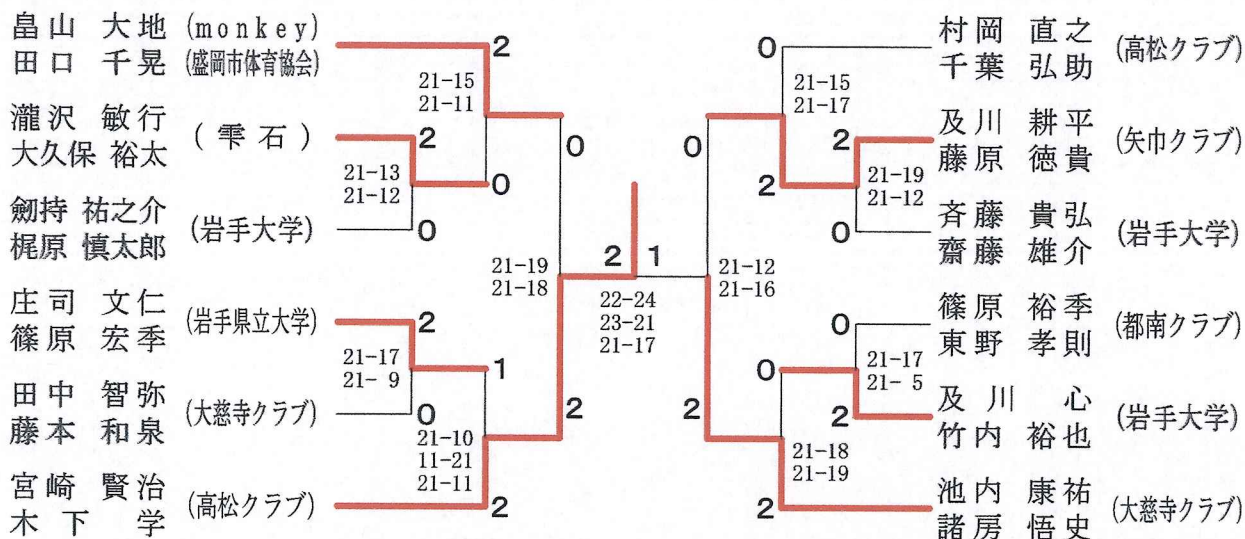 畠山 大地 (monkey)
田口 千晃 (盛岡市体育協会)
2
21-15
21-11
瀧沢 敏行
大久保 裕太
(雫石)
2
0
21-13
21-12
劔持 祐之介
梶原 慎太郎
(岩手大学)
0
0
21-19
21-18
庄司 文仁
篠原 宏季
(岩手県立大学)
2
1
21-17
21- 9
田中 智弥
藤本 和泉
(大慈寺クラブ)
0
2
21-10
11-21
21-11
宮崎 賢治
木下 学
(高松クラブ)
2
2
1
22-24
23-21
21-17
村岡 直之
千葉 弘助
(高松クラブ)
0
21-15
21-17
及川 耕平
藤原 徳貴
(矢巾クラブ)
2
2
0
21-19
21-12
斉藤 貴弘
齋藤 雄介
(岩手大学)
0
21-12
21-16
篠原 裕季
東野 孝則
(都南クラブ)
0
0
21-17
21- 5
及川 心
竹内 裕也
(岩手大学)
2
2
21-18
21-19
池内 康祐
諸房 悟史
(大慈寺クラブ)
2